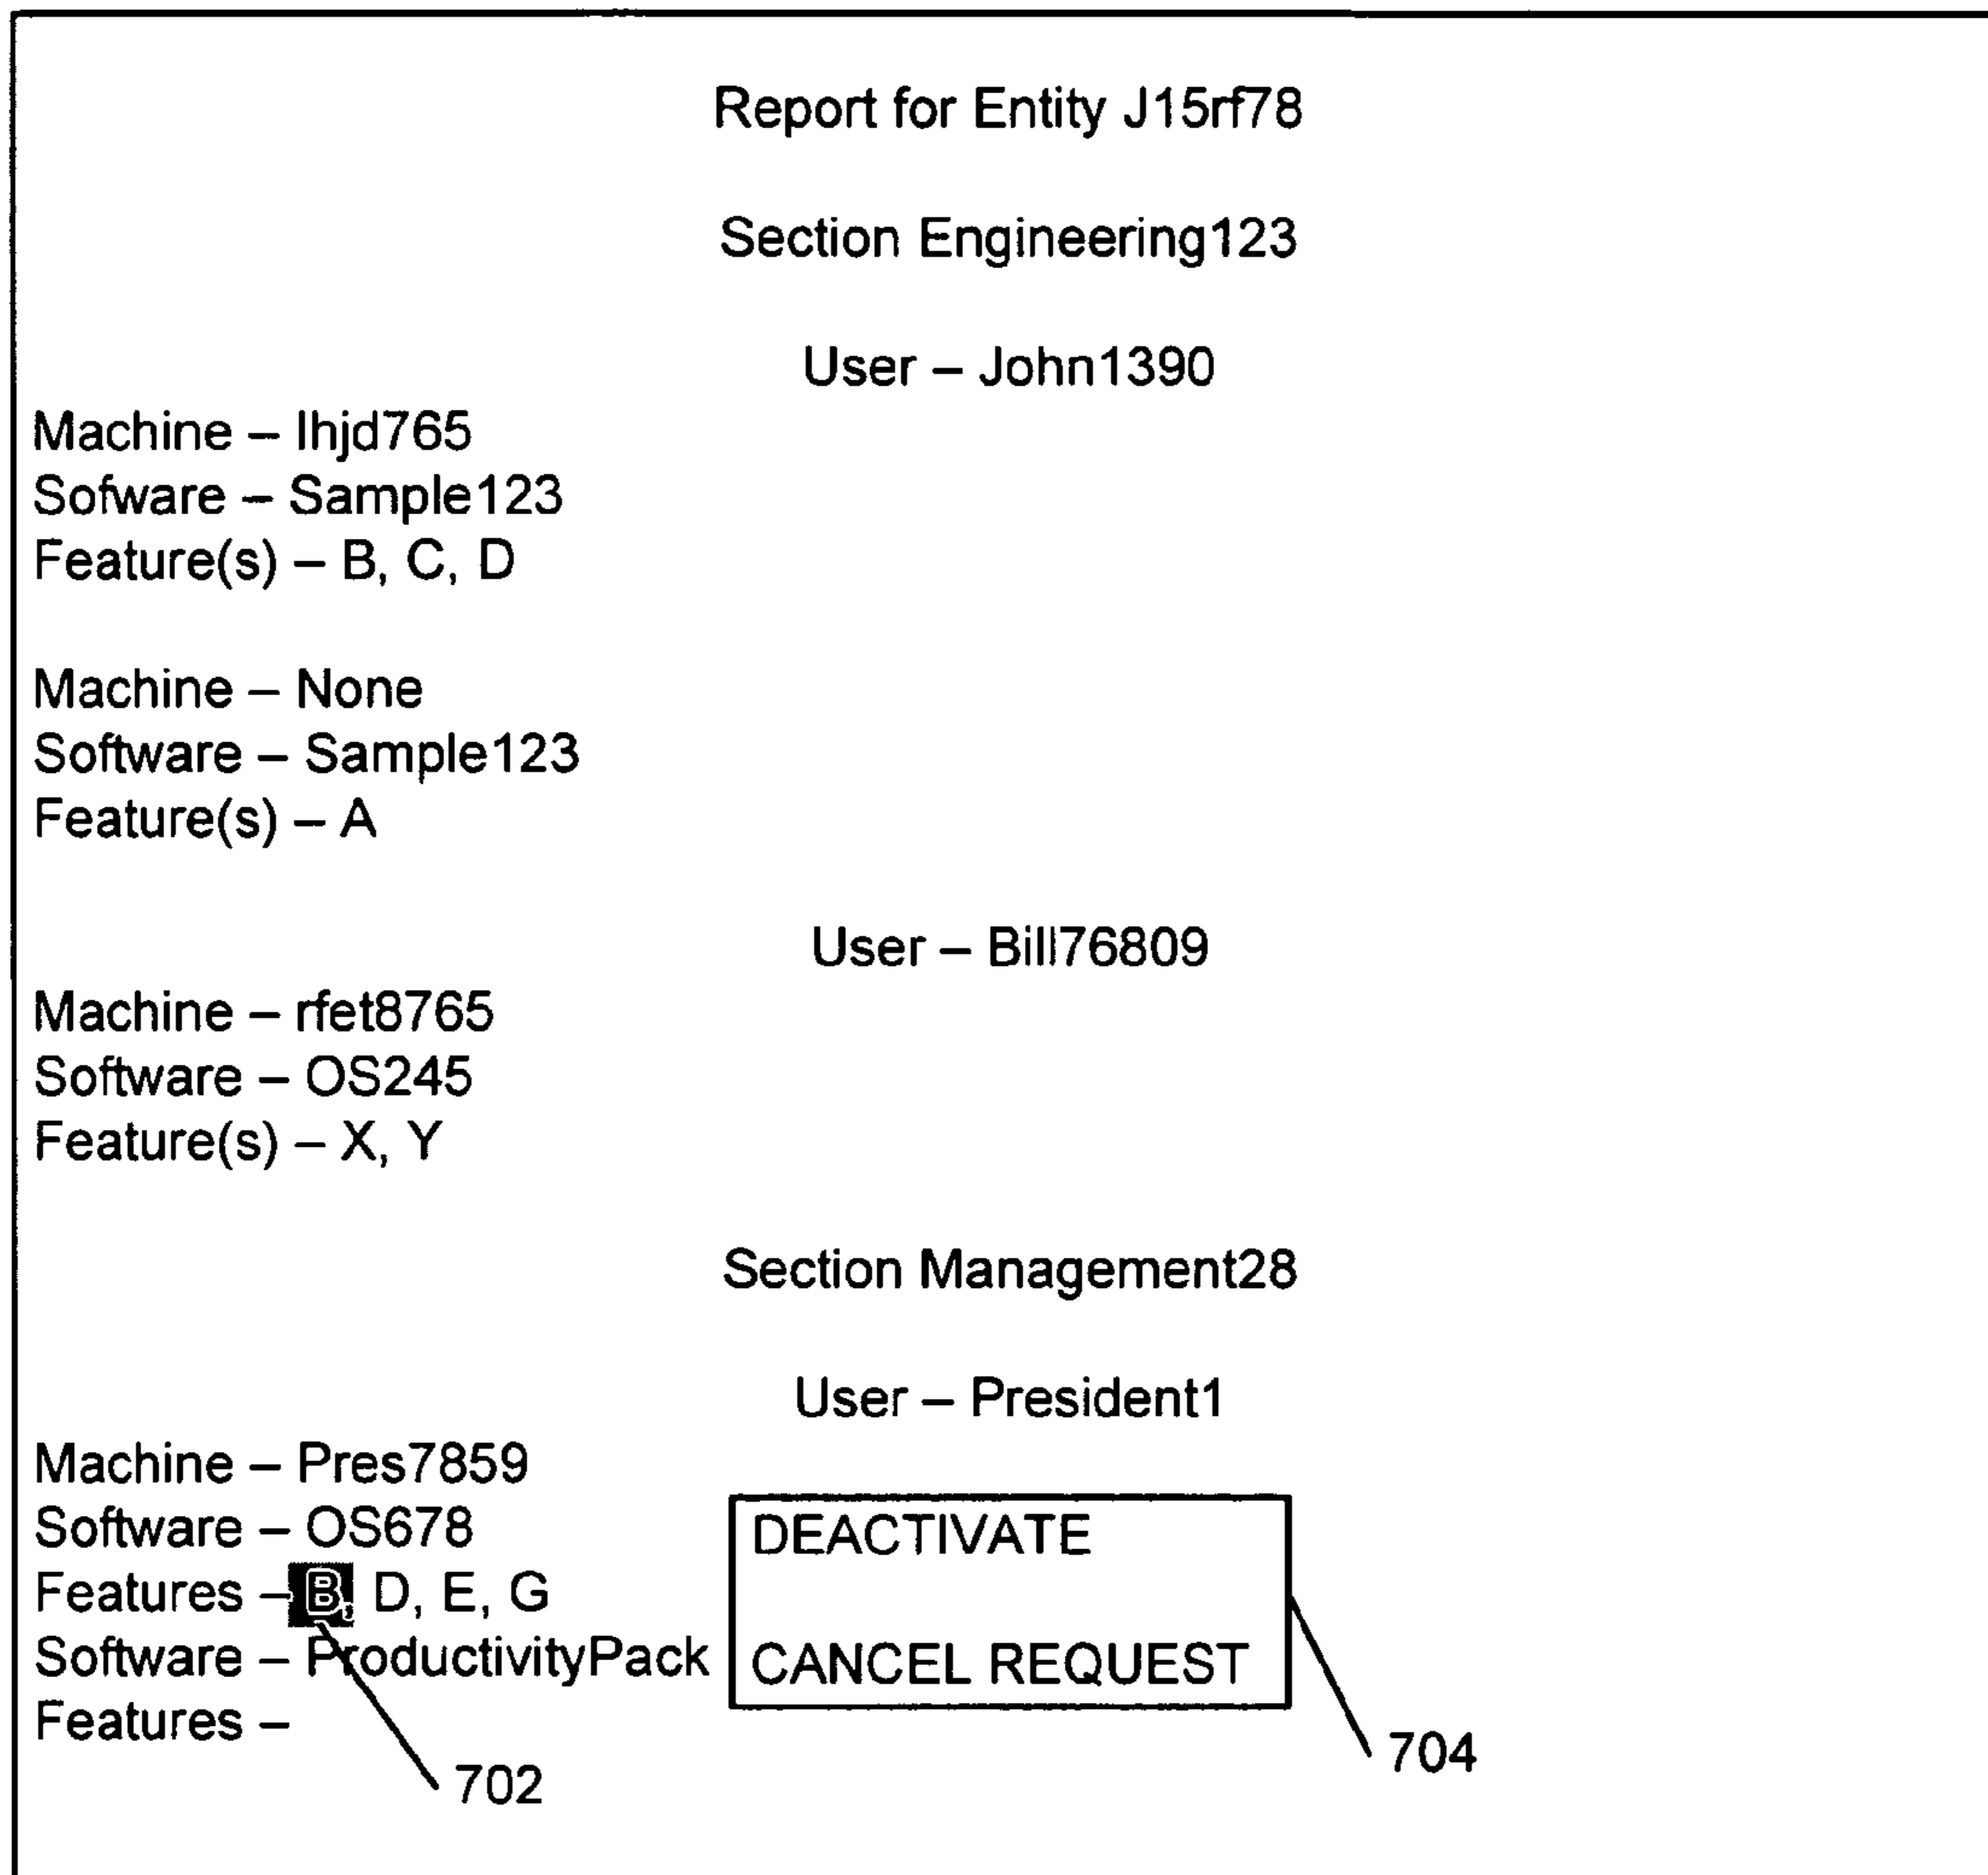 Report for Entity J15rf78
Section Engineering123
User – John1390
Machine – lhjd765
Sofware – Sample123
Feature(s) – B, C, D
Machine – None
Software – Sample123
Feature(s) – A
User – Bill76809
Machine – rfet8765
Software – OS245
Feature(s) – X, Y
Section Management28
User – President1
Machine – Pres7859
Software – OS678
Features – B, D, E, G
Software – ProductivityPack
Features –
DEACTIVATE
CANCEL REQUEST
702
704